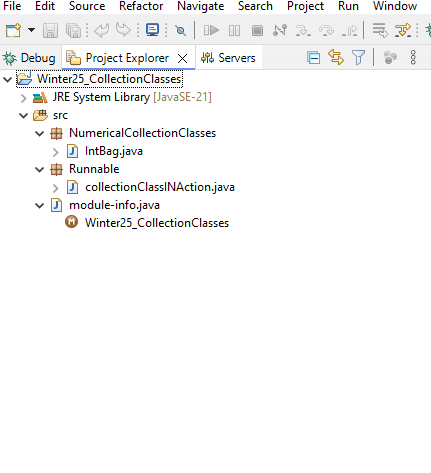 File Edit Source Refactor Navigate Search Project Run Window
Debug Project Explorer Servers
Winter25_CollectionClasses
JRE System Library [JavaSE-21]
src
NumericalCollectionClasses
IntBag.java
Runnable
collectionClassINAction.java
module-info.java
Winter25_CollectionClasses